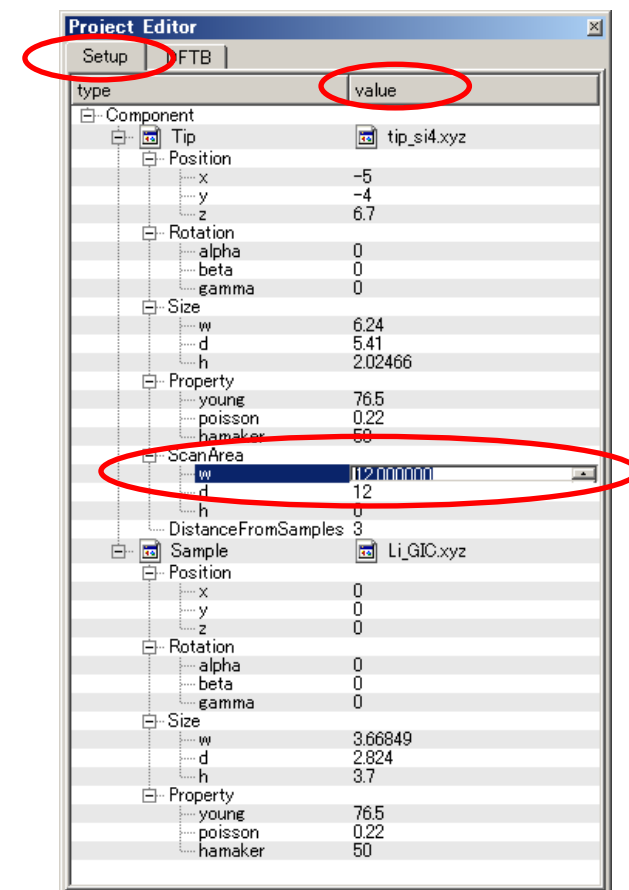 Project Editor
Setup DFTB
type value
Component
Tip tip_si4.xyz
Position
x -5
y -4
z 6.7
Rotation
alpha 0
beta 0
gamma 0
Size
w 6.24
d 5.41
h 2.02466
Property
young 76.5
poisson 0.22
hamaker 50
ScanArea
w 12.000000
d 12
h 0
DistanceFromSamples 3
Sample Li_GIC.xyz
Position
x 0
y 0
z 0
Rotation
alpha 0
beta 0
gamma 0
Size
w 3.66849
d 2.824
h 3.7
Property
young 76.5
poisson 0.22
hamaker 50